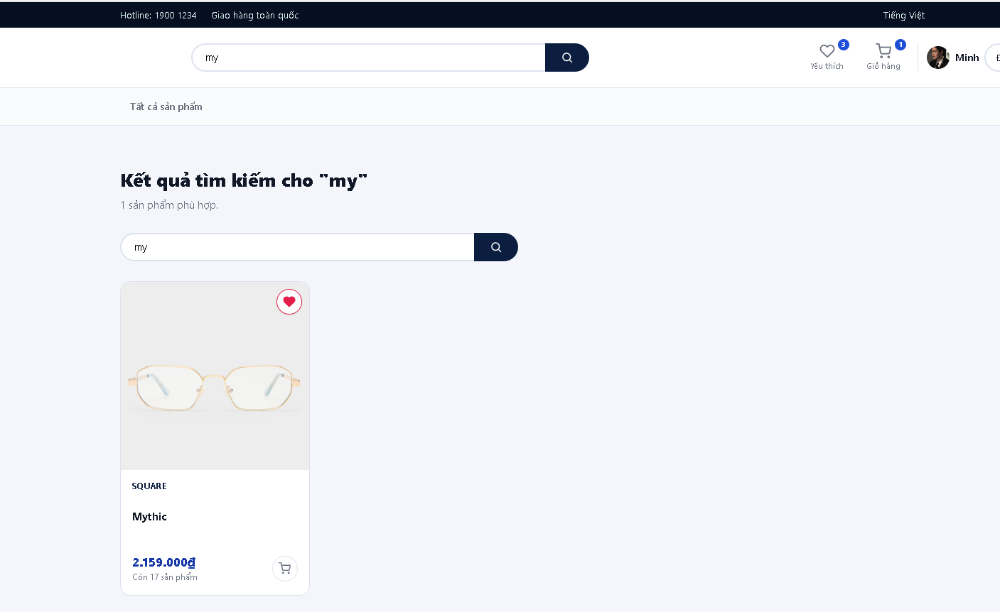 Hotline: 1900 1234 Giao hàng toàn quốc Tiếng Việt
my
3
1
Yêu thích
Giỏ hàng
Minh
Tất cả sản phẩm
Kết quả tìm kiếm cho "my"
1 sản phẩm phù hợp.
my
SQUARE
Mythic
2.159.000₫
Còn 17 sản phẩm